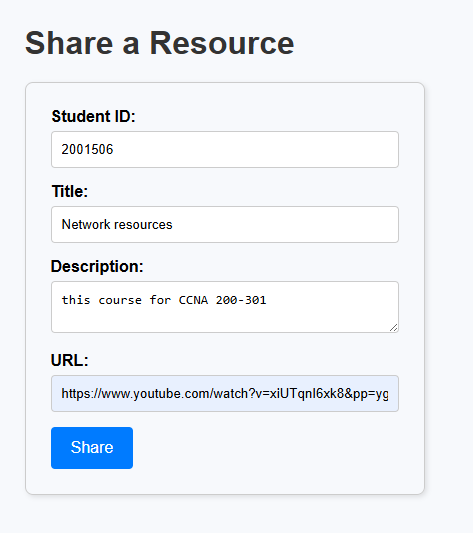 Share a Resource
Student ID:
2001506
Title:
Network resources
Description:
this course for CCNA 200-301
URL:
https://www.youtube.com/watch?v=xiUTqnI6xk8&pp=yg
Share